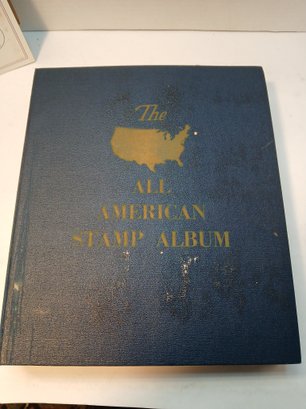 The
ALL
AMERICAN
STAMP ALBUM